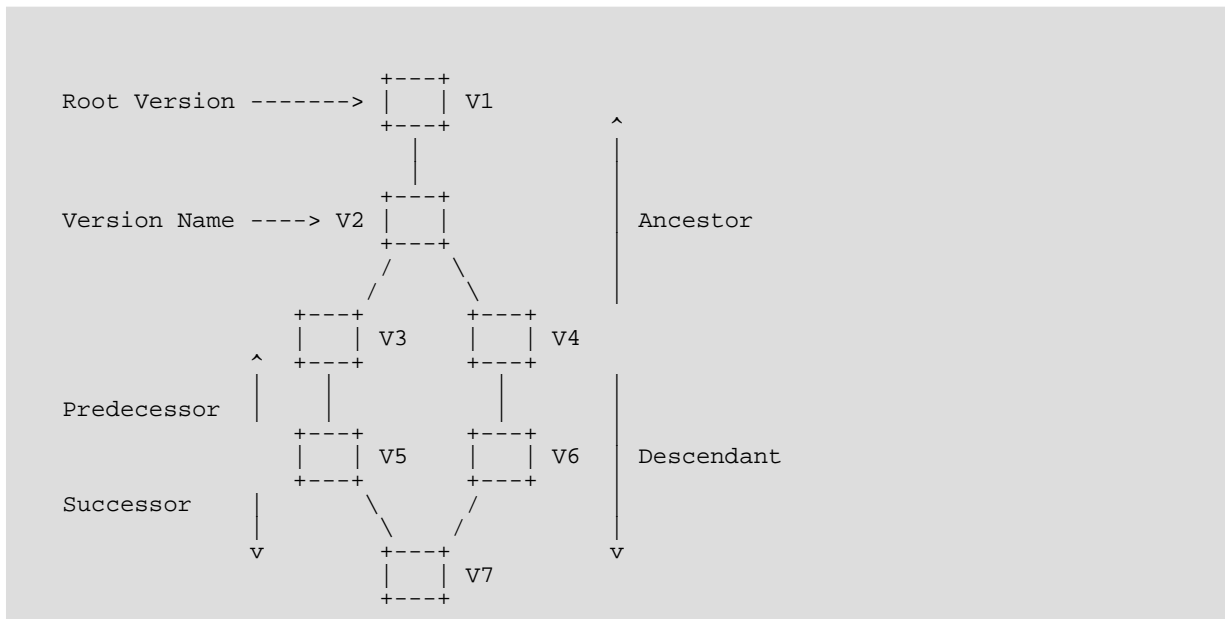 Root Version -------> V1
Version Name ----> V2
Ancestor
V3 V4
Predecessor
V5 V6 Descendant
Successor
V7